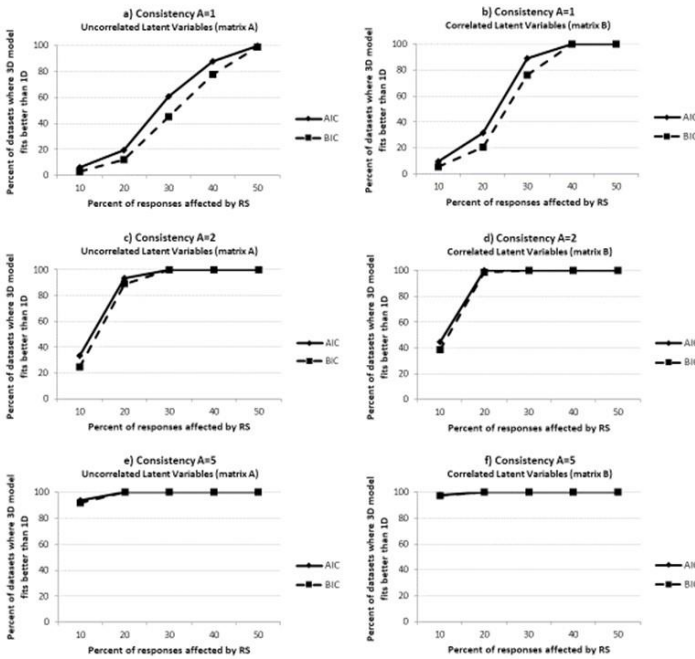 a) Consistency A=1
Uncorrelated Latent Variables (matrix A)
Percent of datasets where 3D model
fits better than 1D
100
80
60
40
20
0
10 20 30 40 50
Percent of responses affected by RS
AIC
BIC
b) Consistency A=1
Correlated Latent Variables (matrix B)
Percent of datasets where 3D model
fits better than 1D
100
80
60
40
20
0
10 20 30 40 50
Percent of responses affected by RS
AIC
BIC
c) Consistency A=2
Uncorrelated Latent Variables (matrix A)
Percent of datasets where 3D model
fits better than 1D
100
80
60
40
20
0
10 20 30 40 50
Percent of responses affected by RS
AIC
BIC
d) Consistency A=2
Correlated Latent Variables (matrix B)
Percent of datasets where 3D model
fits better than 1D
100
80
60
40
20
0
10 20 30 40 50
Percent of responses affected by RS
AIC
BIC
e) Consistency A=5
Uncorrelated Latent Variables (matrix A)
Percent of datasets where 3D model
fits better than 1D
100
80
60
40
20
0
10 20 30 40 50
Percent of responses affected by RS
AIC
BIC
f) Consistency A=5
Correlated Latent Variables (matrix B)
Percent of datasets where 3D model
fits better than 1D
100
80
60
40
20
0
10 20 30 40 50
Percent of responses affected by RS
AIC
BIC